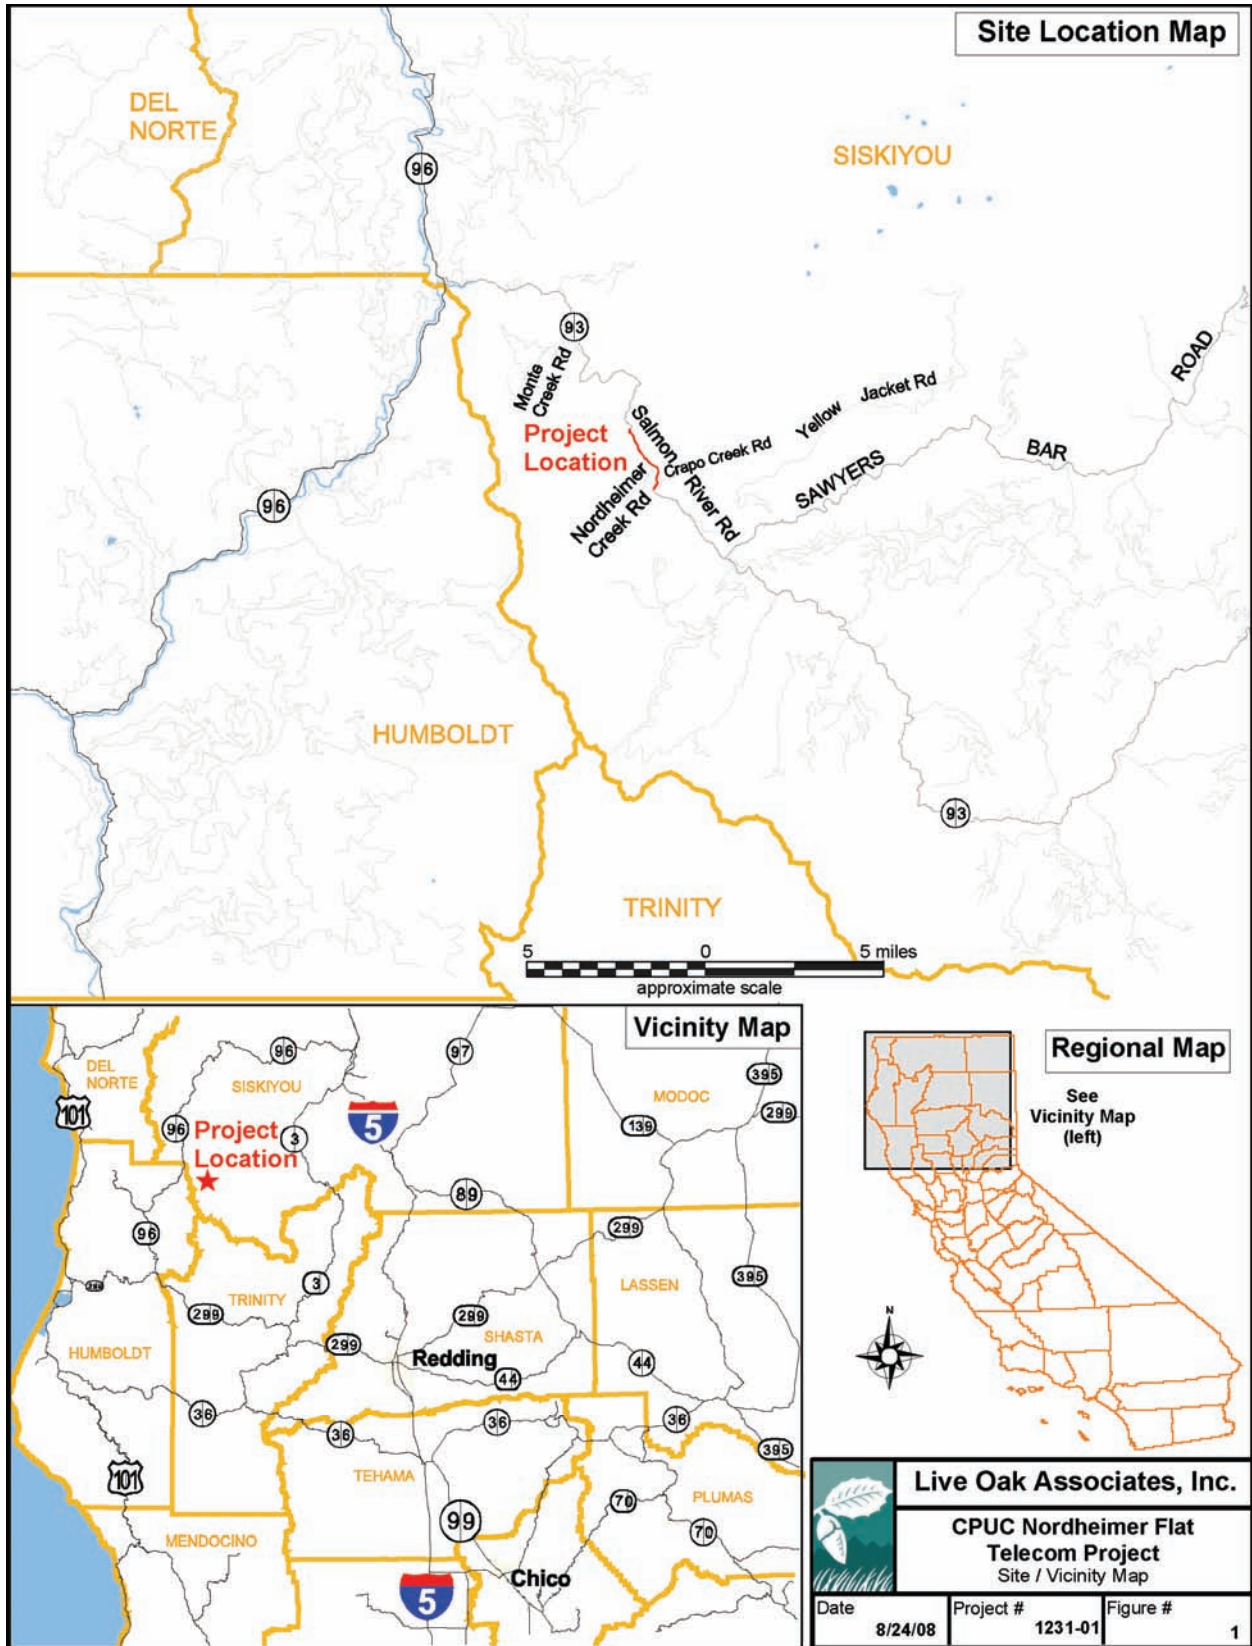 Site Location Map
DEL
NORTE
96
SISKIYOU
93
Monte
Creek Rd
Project
Location
Salmon
River Rd
Crapo Creek Rd
Yellow Jacket Rd
Nordheimer
Creek Rd
SAWYERS BAR ROAD
96
HUMBOLDT
93
TRINITY
5 0 5 miles
approximate scale
Vicinity Map
DEL
NORTE
96
97
SISKIYOU
395
MODOC
101
5
299
96
Project
Location
3
139
89
96
299
LASSEN
395
3
TRINITY
299
299
SHASTA
HUMBOLDT
299
Redding
44
44
36
36
36
36
395
101
TEHAMA
70
PLUMAS
99
70
MENDOCINO
Chico
5
Regional Map
See
Vicinity Map
(left)
N
Live Oak Associates, Inc.
CPUC Nordheimer Flat
Telecom Project
Site / Vicinity Map
Date
8/24/08
Project #
1231-01
Figure #
1